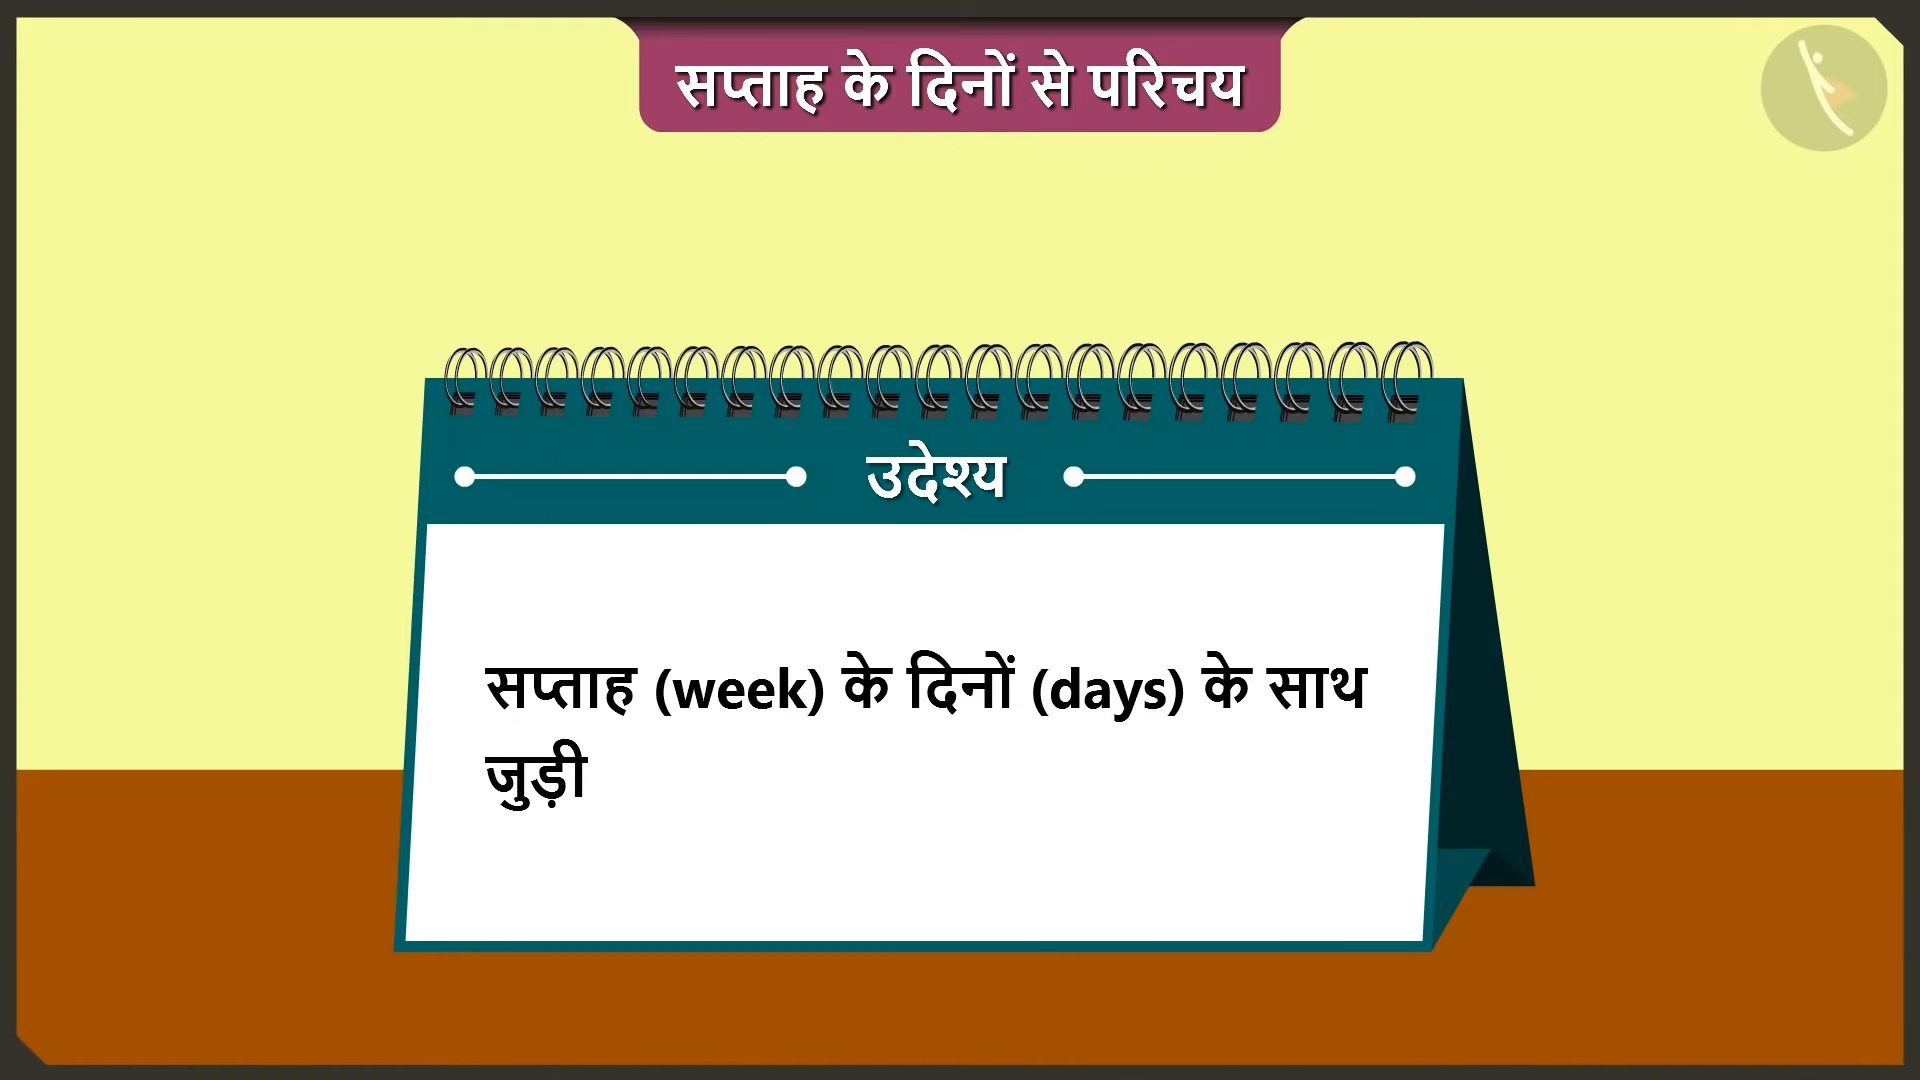 सप्ताह के दिनों से परिचय
उदेश्य
सप्ताह (week) के दिनों (days) के साथ
जुड़ी